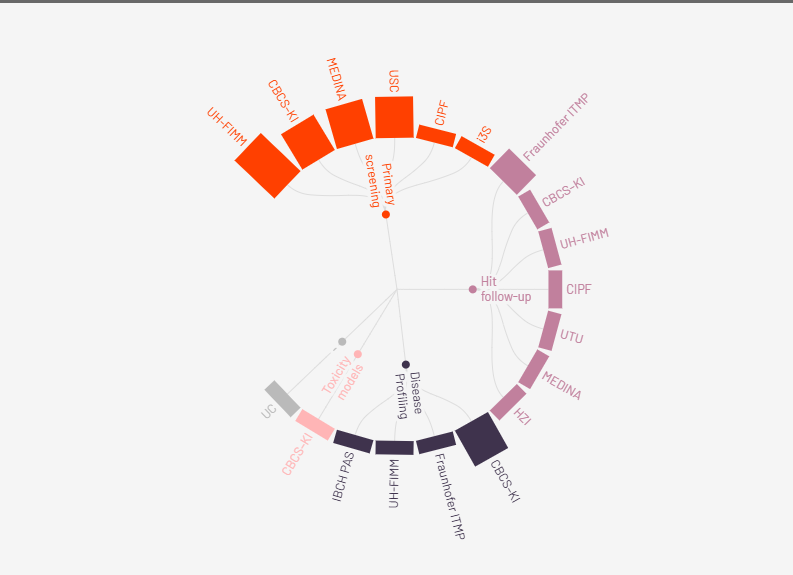 UH-FIMM
CBCS-KI
MEDINA
USC
CIPF
i3S
Primary
screening
Fraunhofer ITMP
CBCS-KI
UH-FIMM
CIPF
UTU
MEDINA
HZI
Hit
follow-up
Disease
Profiling
CBCS-KI
Fraunhofer ITMP
UH-FIMM
IBCH PAS
Toxicity
models
CBCS-KI
-
UC